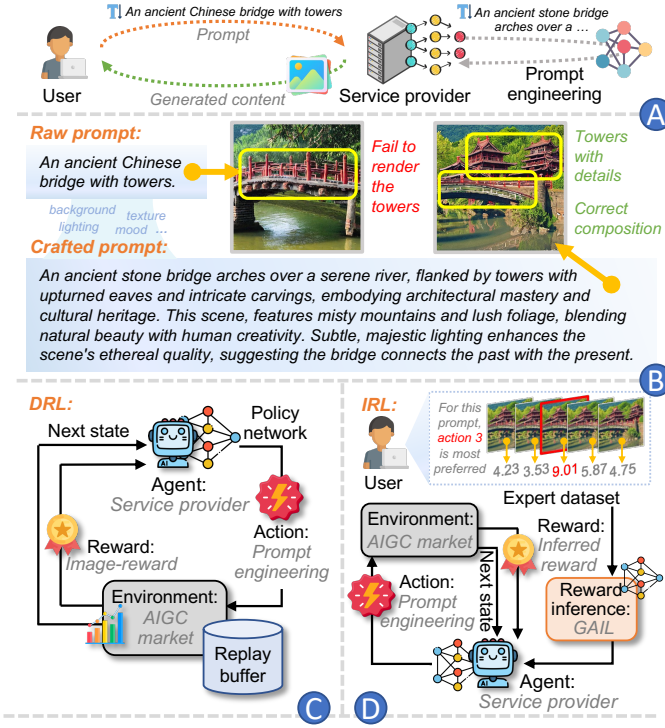 An ancient Chinese bridge with towers
Prompt
An ancient stone bridge
arches over a …
User
Generated content
Service provider
Prompt
engineering
A
Raw prompt:
An ancient Chinese
bridge with towers.
Fail to
render
the
towers
Towers
with
details
Correct
composition
background
lighting
texture
mood ...
Crafted prompt:
An ancient stone bridge arches over a serene river, flanked by towers with
upturned eaves and intricate carvings, embodying architectural mastery and
cultural heritage. This scene, features misty mountains and lush foliage, blending
natural beauty with human creativity. Subtle, majestic lighting enhances the
scene's ethereal quality, suggesting the bridge connects the past with the present.
B
DRL:
Next state
Policy
network
AI
Agent:
Service provider
Reward:
Image-reward
Action:
Prompt
engineering
Environment:
AIGC
market
Replay
buffer
C
IRL:
User
For this
prompt,
action 3
is most
preferred
4.23 3.53 9.01 5.87 4.75
Expert dataset
Environment:
AIGC market
Reward:
Inferred
reward
Next state
Action:
Prompt
engineering
Reward
inference:
GAIL
AI
Agent:
Service provider
D